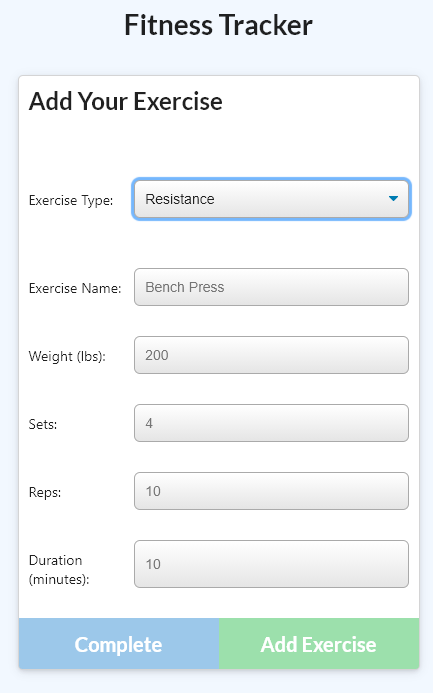 Fitness Tracker
Add Your Exercise
Exercise Type: Resistance
Exercise Name: Bench Press
Weight (lbs): 200
Sets: 4
Reps: 10
Duration
(minutes): 10
Complete Add Exercise